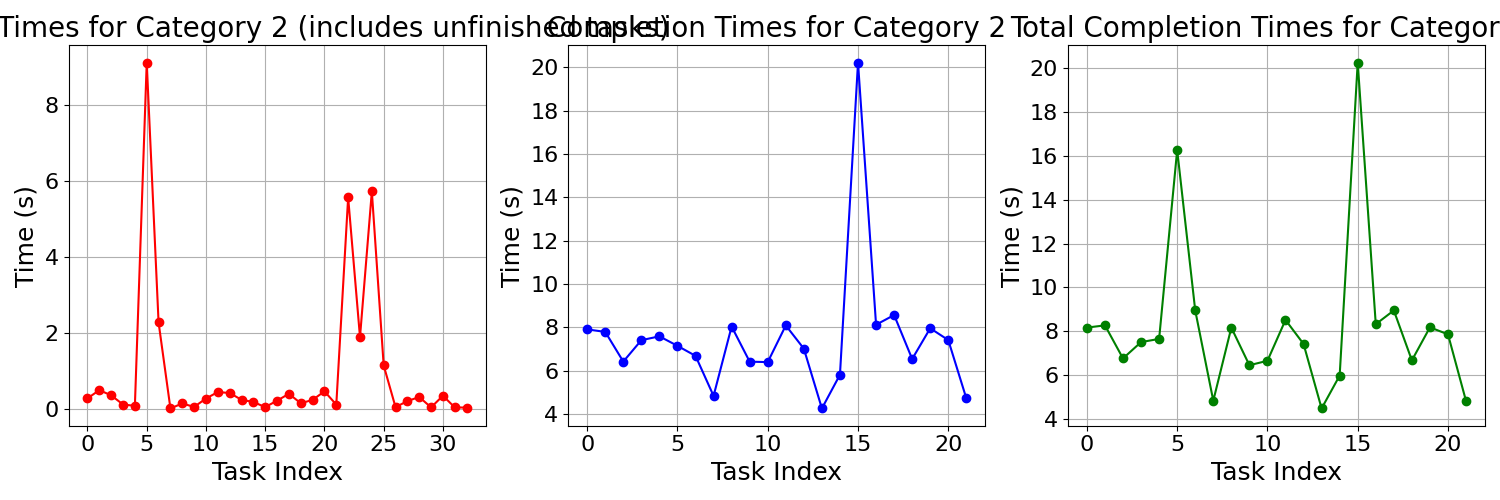 Times for Category 2 (includes unfinished tasks)
Completion Times for Category 2
Total Completion Times for Categor
Time (s)
8
6
4
2
0
0 5 10 15 20 25 30
Task Index
Time (s)
20
18
16
14
12
10
8
6
4
0 5 10 15 20
Task Index
Time (s)
20
18
16
14
12
10
8
6
4
0 5 10 15 20
Task Index